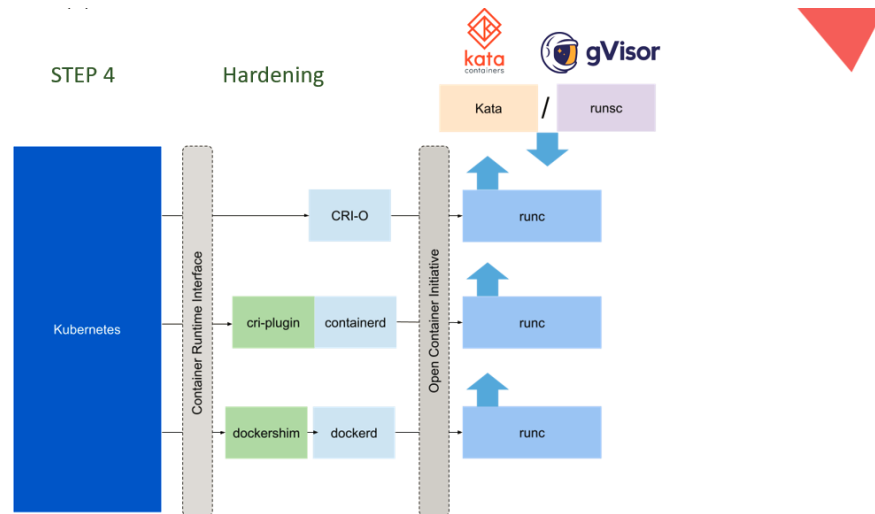 STEP 4
Hardening
kata
containers
gVisor
Kata
/
runsc
Kubernetes
Container Runtime Interface
CRI-O
Open Container Initiative
runc
cri-plugin
containerd
runc
dockershim
dockerd
runc